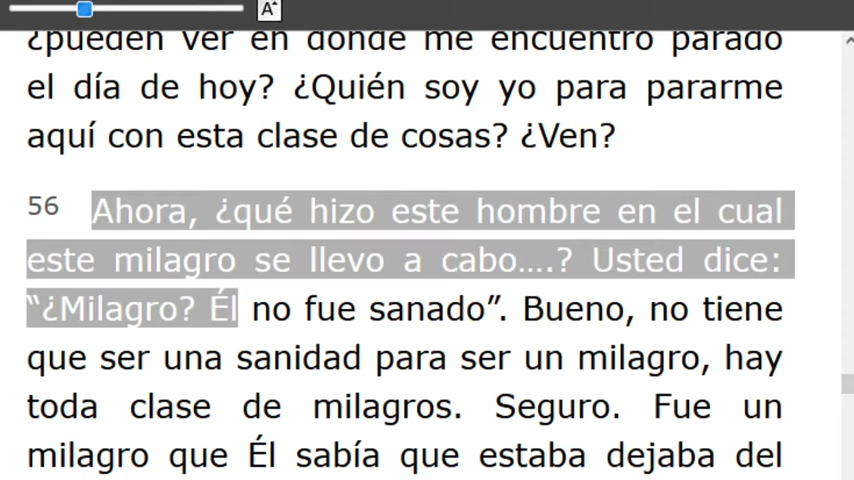 A
¿pueden ver en dónde me encuentro parado
el día de hoy? ¿Quién soy yo para pararme
aquí con esta clase de cosas? ¿Ven?
56 Ahora, ¿qué hizo este hombre en el cual
este milagro se llevo a cabo....? Usted dice:
“¿Milagro? Él no fue sanado”. Bueno, no tiene
que ser una sanidad para ser un milagro, hay
toda clase de milagros. Seguro. Fue un
milagro que Él sabía que estaba dejaba del